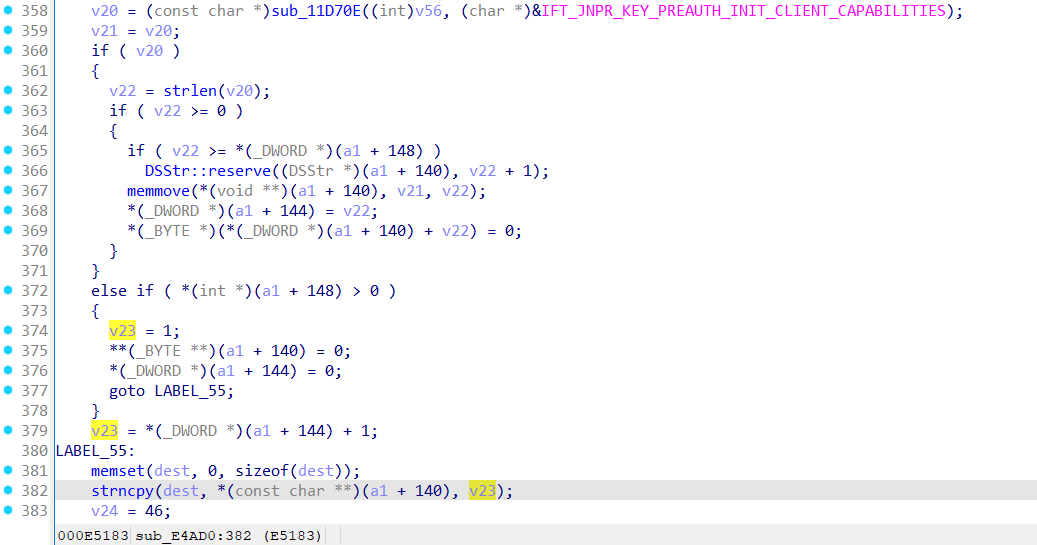 358 v20 = (const char *)sub_11D70E((int)v56, (char *)&IFT_JNPR_KEY_PREAUTH_INIT_CLIENT_CAPABILITIES);
359 v21 = v20;
360 if ( v20 )
361 {
362 v22 = strlen(v20);
363 if ( v22 >= 0 )
364 {
365 if ( v22 >= *(_DWORD *)(a1 + 148) )
366 DSStr::reserve((DSStr *)(a1 + 140), v22 + 1);
367 memmove(*(void **)(a1 + 140), v21, v22);
368 *(_DWORD *)(a1 + 144) = v22;
369 *(_BYTE *)(*(_DWORD *)(a1 + 140) + v22) = 0;
370 }
371 }
372 else if ( *(int *)(a1 + 148) > 0 )
373 {
374 v23 = 1;
375 **(_BYTE **)(a1 + 140) = 0;
376 *(_DWORD *)(a1 + 144) = 0;
377 goto LABEL_55;
378 }
379 v23 = *(_DWORD *)(a1 + 144) + 1;
380 LABEL_55:
381 memset(dest, 0, sizeof(dest));
382 strncpy(dest, *(const char **)(a1 + 140), v23);
383 v24 = 46;
000E5183 sub_E4AD0:382 (E5183)